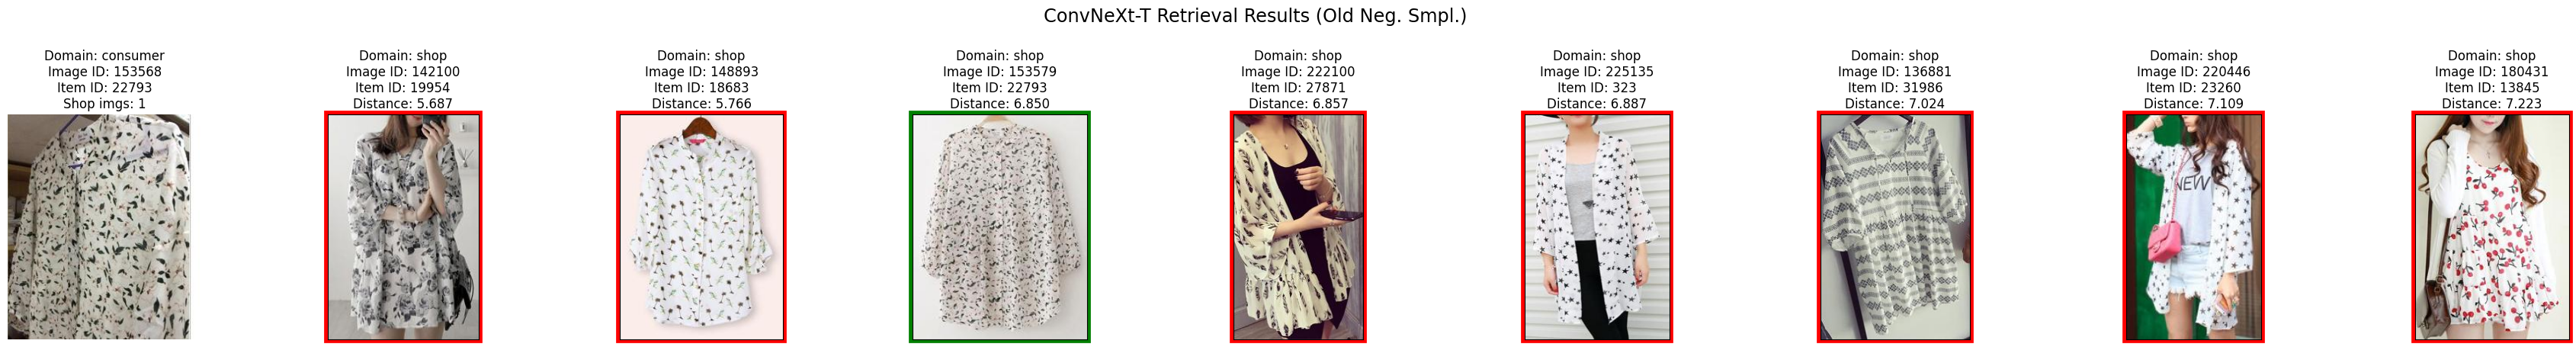 ConvNeXt-T Retrieval Results (Old Neg. Smpl.)
Domain: consumer
Image ID: 153568
Item ID: 22793
Shop imgs: 1
Domain: shop
Image ID: 142100
Item ID: 19954
Distance: 5.687
Domain: shop
Image ID: 148893
Item ID: 18683
Distance: 5.766
Domain: shop
Image ID: 153579
Item ID: 22793
Distance: 6.850
Domain: shop
Image ID: 222100
Item ID: 27871
Distance: 6.857
Domain: shop
Image ID: 225135
Item ID: 323
Distance: 6.887
Domain: shop
Image ID: 136881
Item ID: 31986
Distance: 7.024
Domain: shop
Image ID: 220446
Item ID: 23260
Distance: 7.109
NEW
Domain: shop
Image ID: 180431
Item ID: 13845
Distance: 7.223